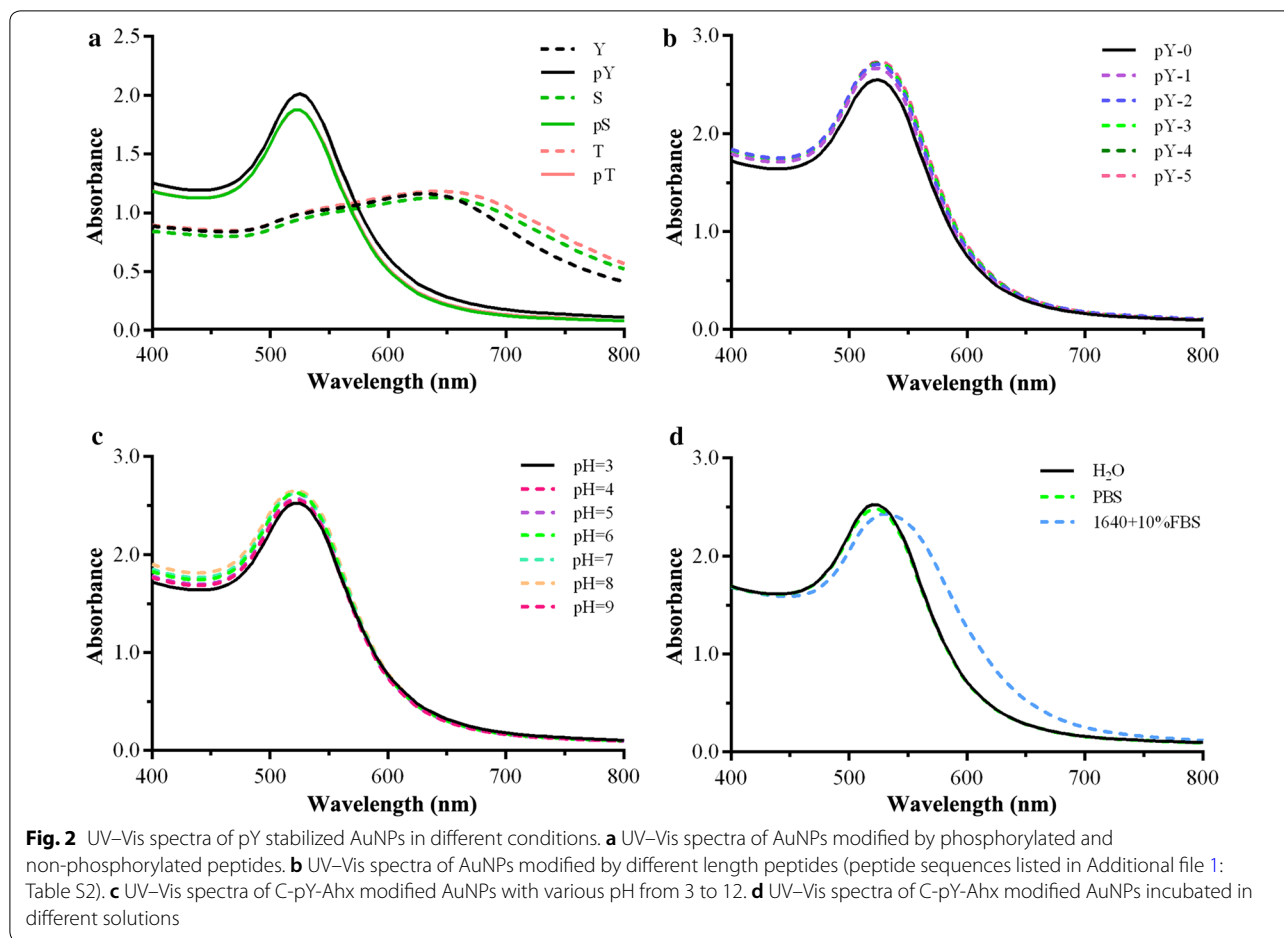 a
2.5
2.0
1.5
1.0
0.5
0.0
Absorbance
400 500 600 700 800
Wavelength (nm)
Y
pY
S
pS
T
pT
b
3.0
2.0
1.0
0.0
Absorbance
400 500 600 700 800
Wavelength (nm)
pY-0
pY-1
pY-2
pY-3
pY-4
pY-5
c
3.0
2.0
1.0
0.0
Absorbance
400 500 600 700 800
Wavelength (nm)
pH=3
pH=4
pH=5
pH=6
pH=7
pH=8
pH=9
d
3.0
2.0
1.0
0.0
Absorbance
400 500 600 700 800
Wavelength (nm)
H₂O
PBS
1640+10%FBS
Fig. 2 UV–Vis spectra of pY stabilized AuNPs in different conditions. a UV–Vis spectra of AuNPs modified by phosphorylated and
non-phosphorylated peptides. b UV–Vis spectra of AuNPs modified by different length peptides (peptide sequences listed in Additional file 1:
Table S2). c UV–Vis spectra of C-pY-Ahx modified AuNPs with various pH from 3 to 12. d UV–Vis spectra of C-pY-Ahx modified AuNPs incubated in
different solutions